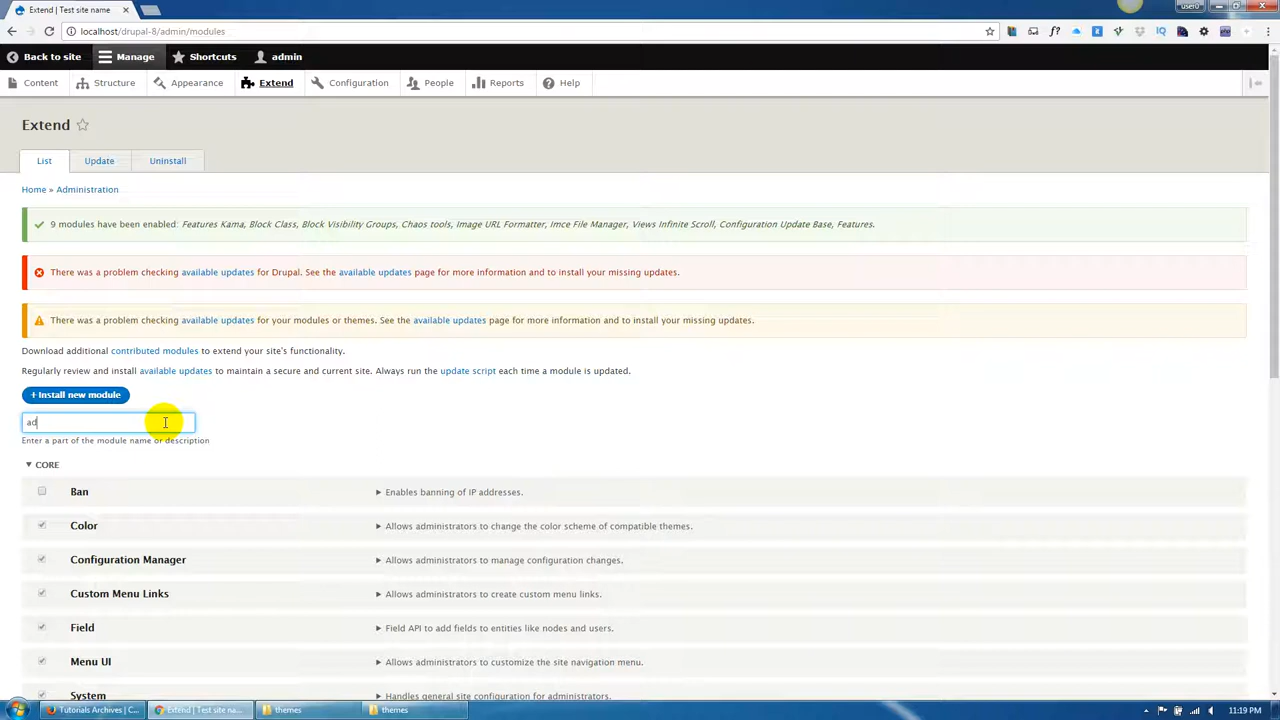 Extend | Test site name
user0
localhost/drupal-8/admin/modules
Back to site Manage Shortcuts admin
Content Structure Appearance Extend Configuration People Reports Help
Extend
List Update Uninstall
Home » Administration
9 modules have been enabled: Features Kama, Block Class, Block Visibility Groups, Chaos tools, Image URL Formatter, Imce File Manager, Views Infinite Scroll, Configuration Update Base, Features.
There was a problem checking available updates for Drupal. See the available updates page for more information and to install your missing updates.
There was a problem checking available updates for your modules or themes. See the available updates page for more information and to install your missing updates.
Download additional contributed modules to extend your site's functionality.
Regularly review and install available updates to maintain a secure and current site. Always run the update script each time a module is updated.
+ Install new module
ad
Enter a part of the module name or description
▼ CORE
Ban ► Enables banning of IP addresses.
Color ► Allows administrators to change the color scheme of compatible themes.
Configuration Manager ► Allows administrators to manage configuration changes.
Custom Menu Links ► Allows administrators to create custom menu links.
Field ► Field API to add fields to entities like nodes and users.
Menu UI ► Allows administrators to customize the site navigation menu.
System ► Handles general site configuration for administrators.
Tutorials Archives | C... Extend | Test site na... themes themes 11:19 PM